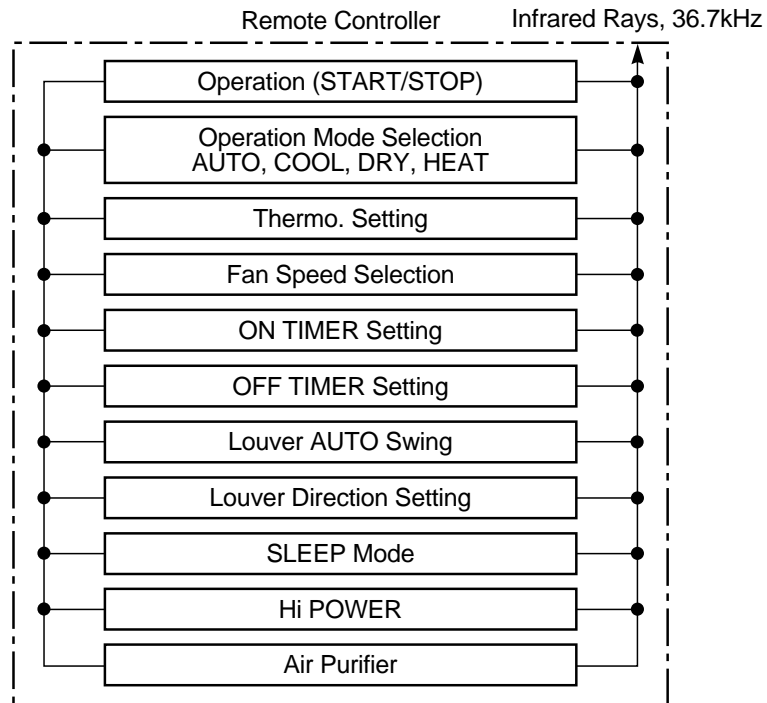 Remote Controller
Infrared Rays, 36.7kHz
Operation (START/STOP)
Operation Mode Selection
AUTO, COOL, DRY, HEAT
Thermo. Setting
Fan Speed Selection
ON TIMER Setting
OFF TIMER Setting
Louver AUTO Swing
Louver Direction Setting
SLEEP Mode
Hi POWER
Air Purifier